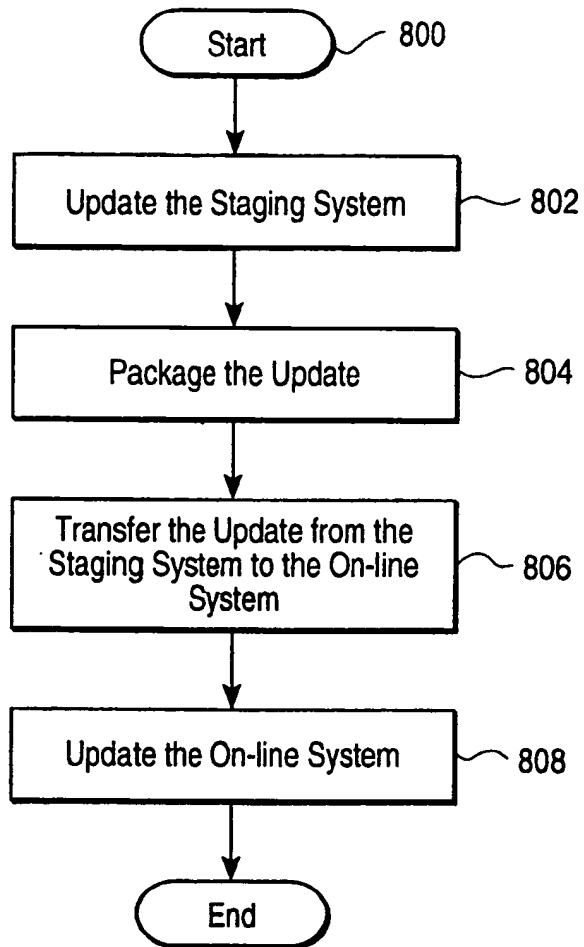 Start
800
Update the Staging System
802
Package the Update
804
Transfer the Update from the
Staging System to the On-line
System
806
Update the On-line System
808
End